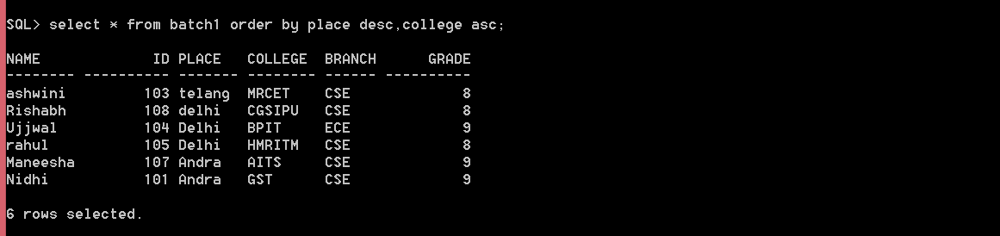 SQL> select * from batch1 order by place desc,college asc;
NAME             ID PLACE   COLLEGE  BRANCH      GRADE
-------- ---------- ------- -------- ------ ----------
ashwini         103 telang  MRCET    CSE             8
Rishabh         108 delhi   CGSIPU   CSE             8
Ujjwal          104 Delhi   BPIT     ECE             9
rahul           105 Delhi   HMRITM   CSE             8
Maneesha        107 Andra   AITS     CSE             9
Nidhi           101 Andra   GST      CSE             9
6 rows selected.